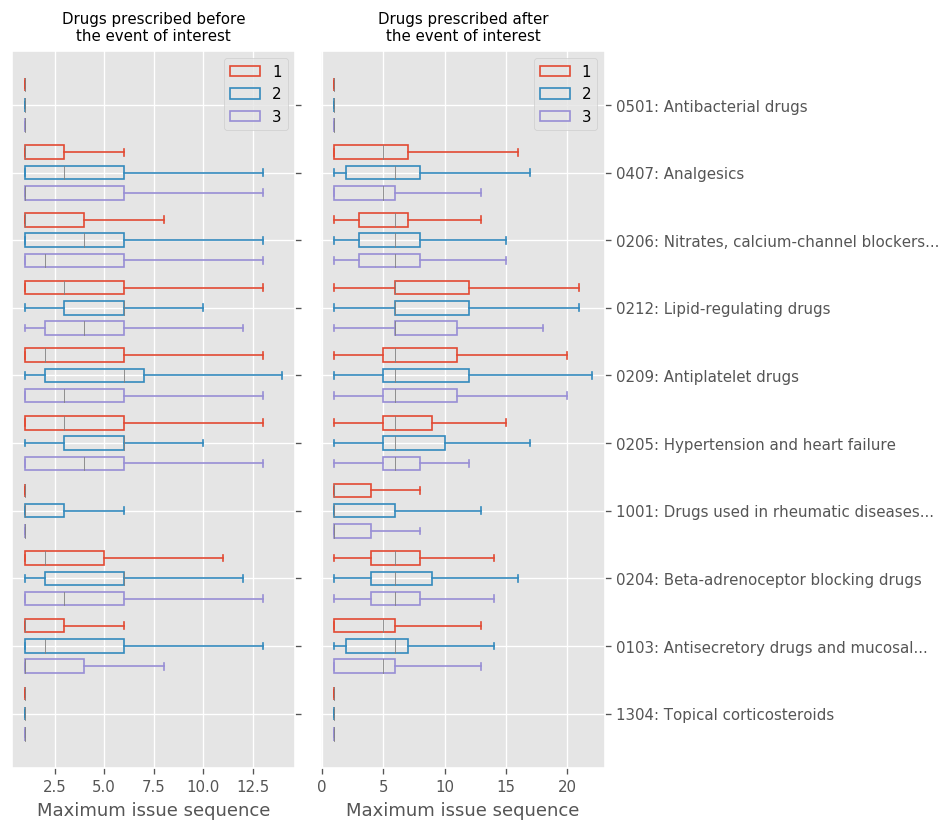 Drugs prescribed before
the event of interest
Drugs prescribed after
the event of interest
1
2
3
1
2
3
0501: Antibacterial drugs
0407: Analgesics
0206: Nitrates, calcium-channel blockers...
0212: Lipid-regulating drugs
0209: Antiplatelet drugs
0205: Hypertension and heart failure
1001: Drugs used in rheumatic diseases...
0204: Beta-adrenoceptor blocking drugs
0103: Antisecretory drugs and mucosal...
1304: Topical corticosteroids
2.5 5.0 7.5 10.0 12.5
0 5 10 15 20
Maximum issue sequence
Maximum issue sequence